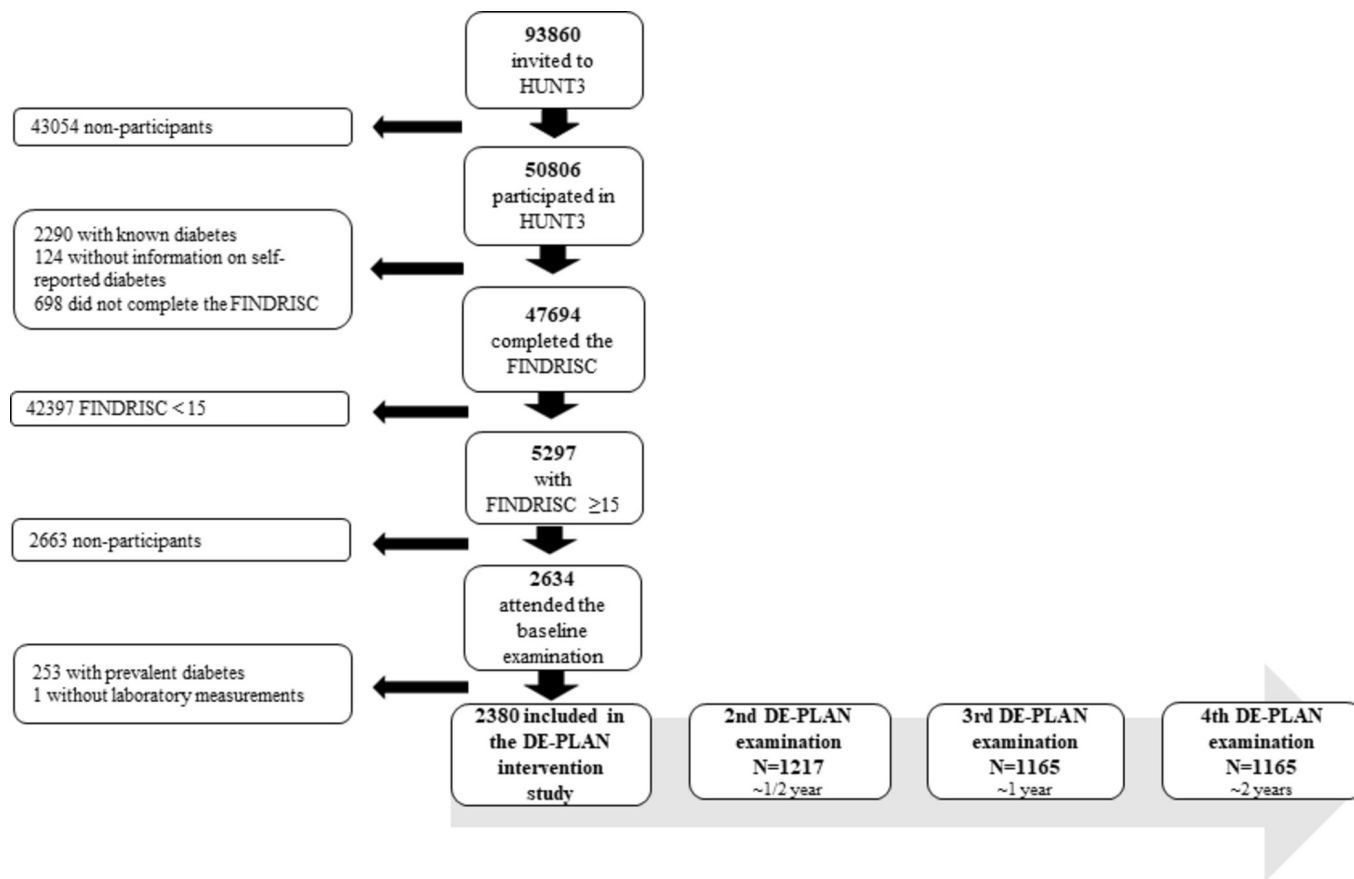 93860
invited to
HUNT3
43054 non-participants
50806
participated in
HUNT3
2290 with known diabetes
124 without information on self-
reported diabetes
698 did not complete the FINDRISC
47694
completed the
FINDRISC
42397 FINDRISC < 15
5297
with
FINDRISC ≥15
2663 non-participants
2634
attended the
baseline
examination
253 with prevalent diabetes
1 without laboratory measurements
2380 included in
the DE-PLAN
intervention
study
2nd DE-PLAN
examination
N=1217
~1/2 year
3rd DE-PLAN
examination
N=1165
~1 year
4th DE-PLAN
examination
N=1165
~2 years